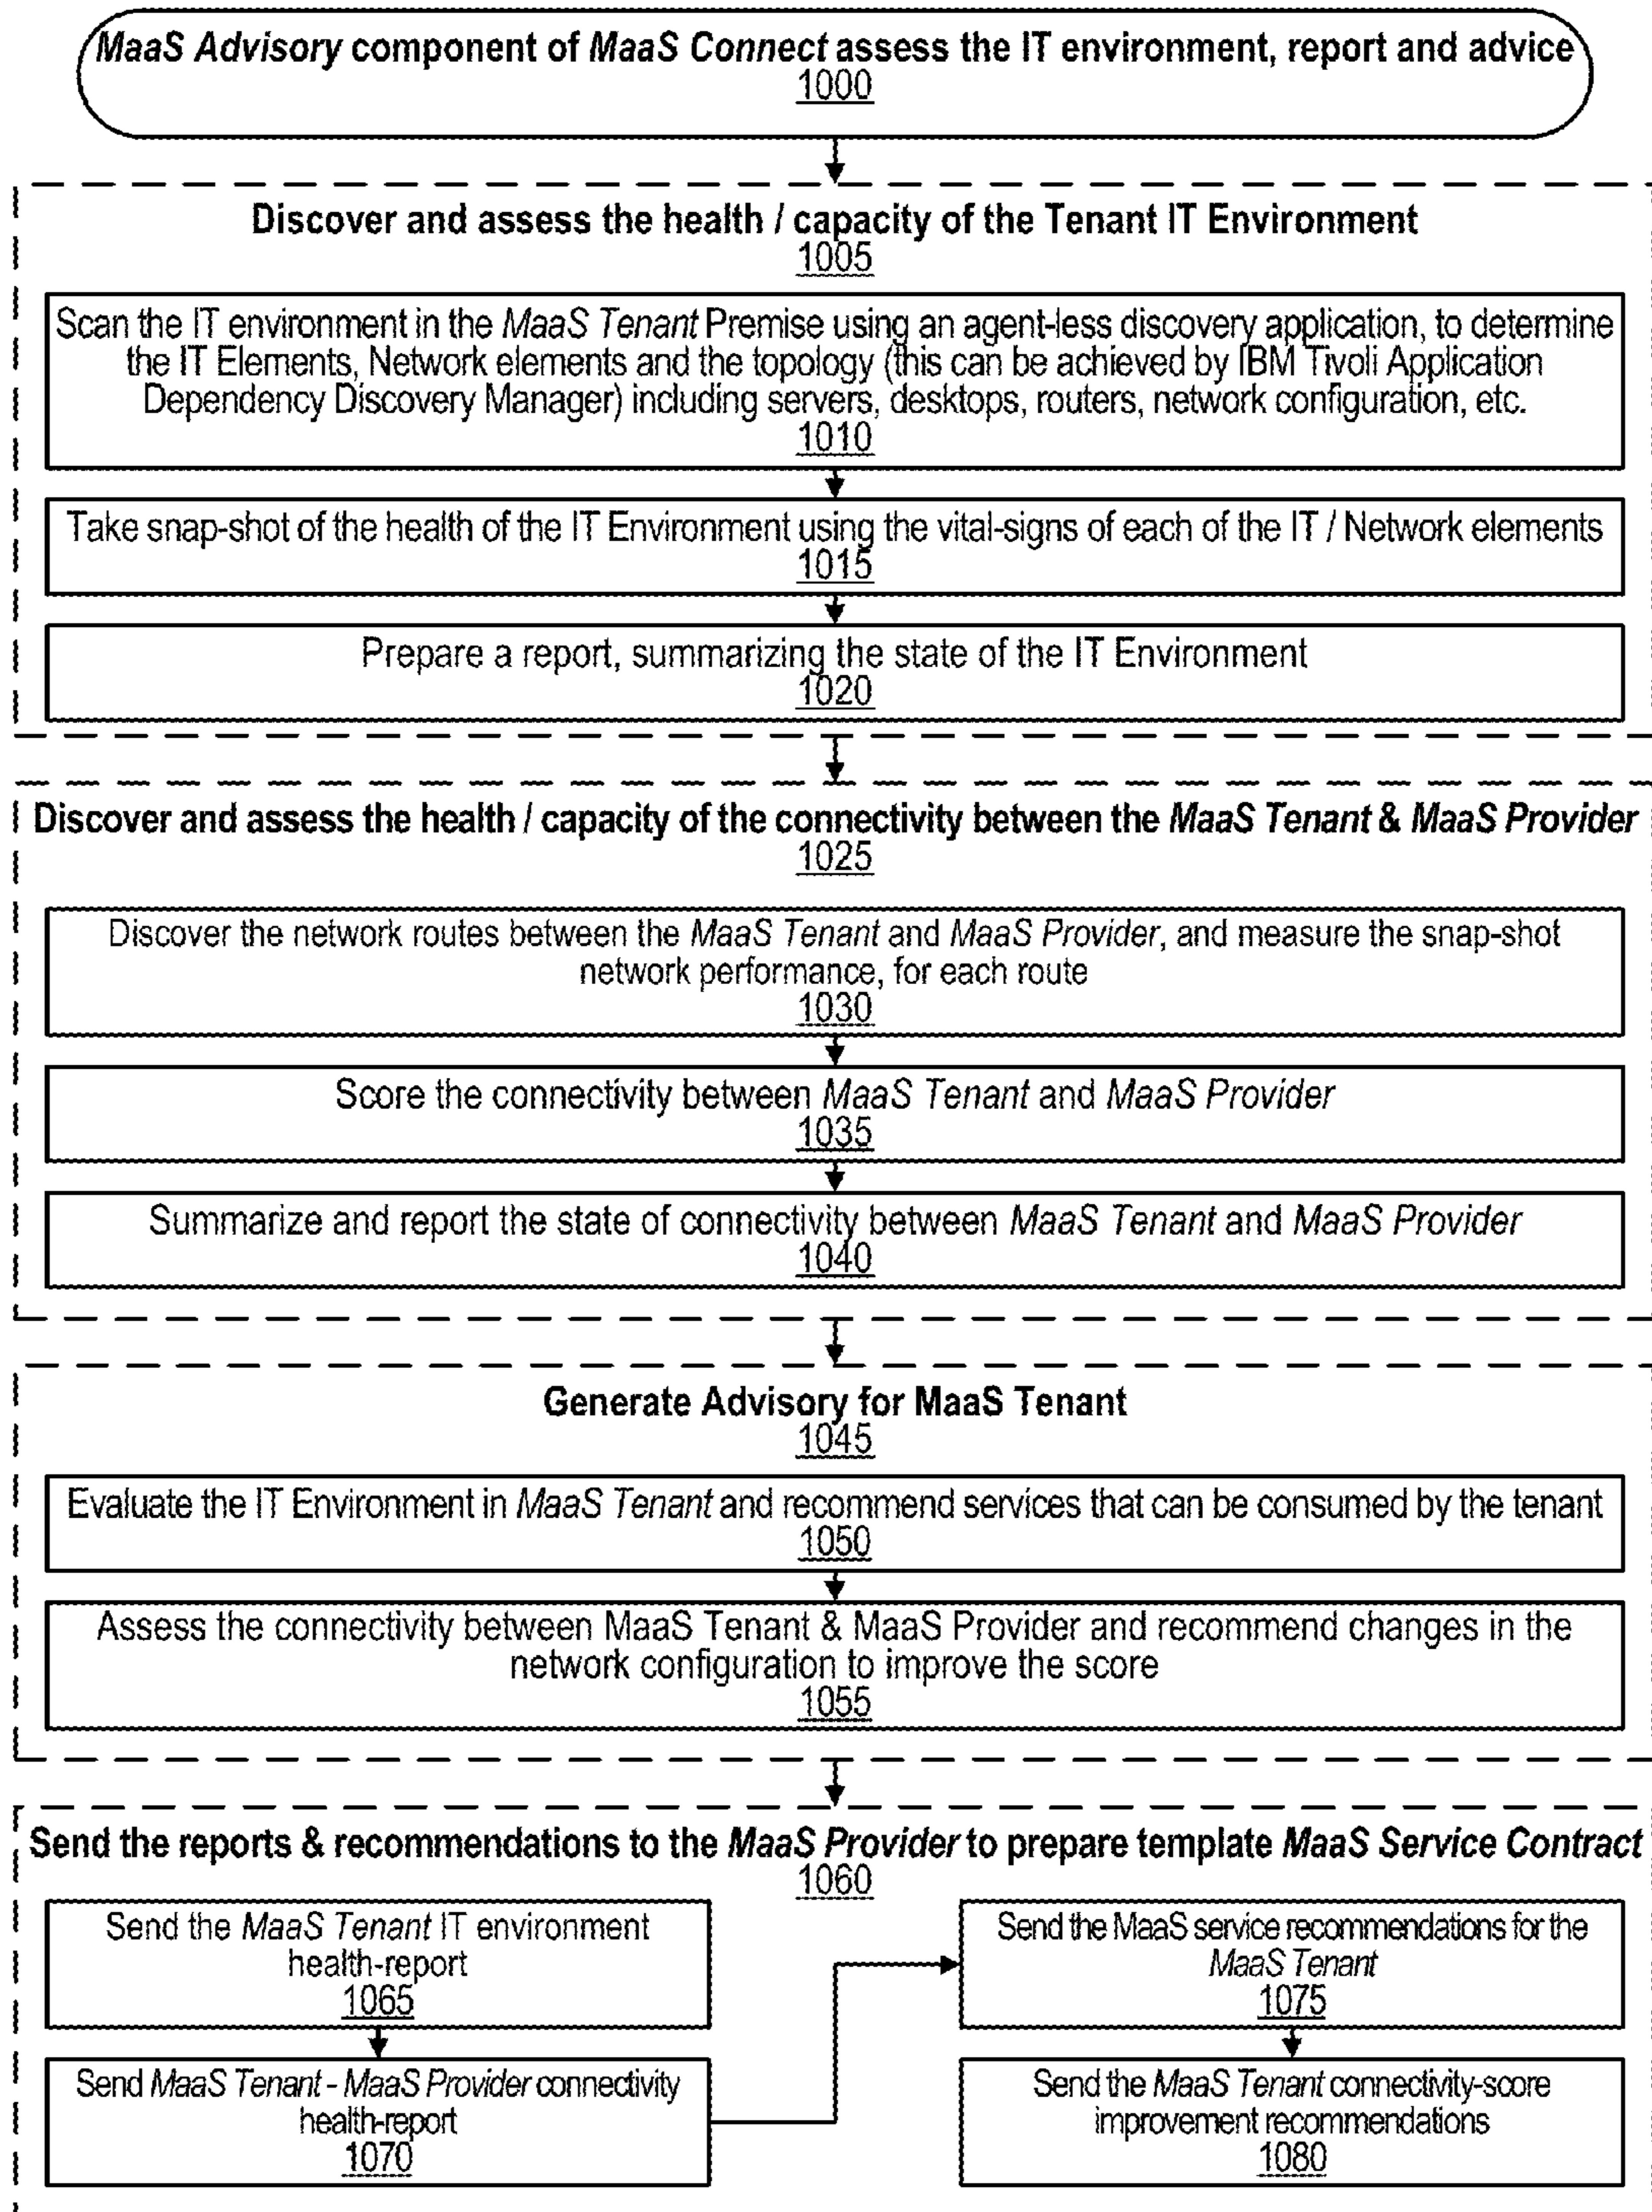 MaaS Advisory component of MaaS Connect assess the IT environment, report and advice
1000
Discover and assess the health / capacity of the Tenant IT Environment
1005
Scan the IT environment in the MaaS Tenant Premise using an agent-less discovery application, to determine
the IT Elements, Network elements and the topology (this can be achieved by IBM Tivoli Application
Dependency Discovery Manager) including servers, desktops, routers, network configuration, etc.
1010
Take snap-shot of the health of the IT Environment using the vital-signs of each of the IT / Network elements
1015
Prepare a report, summarizing the state of the IT Environment
1020
Discover and assess the health / capacity of the connectivity between the MaaS Tenant & MaaS Provider
1025
Discover the network routes between the MaaS Tenant and MaaS Provider, and measure the snap-shot
network performance, for each route
1030
Score the connectivity between MaaS Tenant and MaaS Provider
1035
Summarize and report the state of connectivity between MaaS Tenant and MaaS Provider
1040
Generate Advisory for MaaS Tenant
1045
Evaluate the IT Environment in MaaS Tenant and recommend services that can be consumed by the tenant
1050
Assess the connectivity between MaaS Tenant & MaaS Provider and recommend changes in the
network configuration to improve the score
1055
Send the reports & recommendations to the MaaS Provider to prepare template MaaS Service Contract
1060
Send the MaaS Tenant IT environment
health-report
1065
Send MaaS Tenant - MaaS Provider connectivity
health-report
1070
Send the MaaS service recommendations for the
MaaS Tenant
1075
Send the MaaS Tenant connectivity-score
improvement recommendations
1080